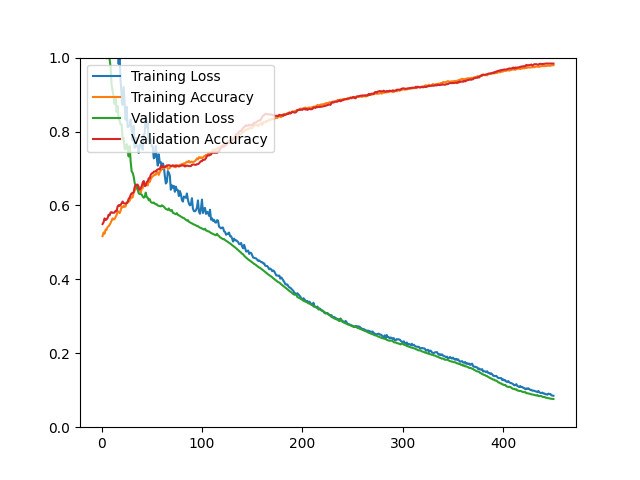 1.0
0.8
0.6
0.4
0.2
0.0
Training Loss
Training Accuracy
Validation Loss
Validation Accuracy
0 100 200 300 400